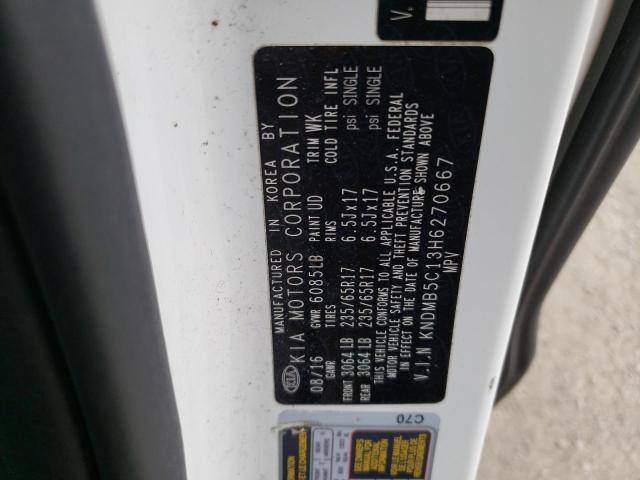 MANUFACTURED IN KOREA BY
KIA KIA MOTORS CORPORATION
08/16 GVWR 6085LB PAINT UD TRIM WK
GAWR TIRES RIMS COLD TIRE INFL
FRONT 3064LB 235/65R17 6.5Jx17 psi SINGLE
REAR 3064LB 235/65R17 6.5Jx17 psi SINGLE
THIS VEHICLE CONFORMS TO ALL APPLICABLE U.S.A. FEDERAL
MOTOR VEHICLE SAFETY AND THEFT PREVENTION STANDARDS
IN EFFECT ON THE DATE OF MANUFACTURE SHOWN ABOVE
V.I.N KNDMB5C13H6270667
MPV
V.
C70